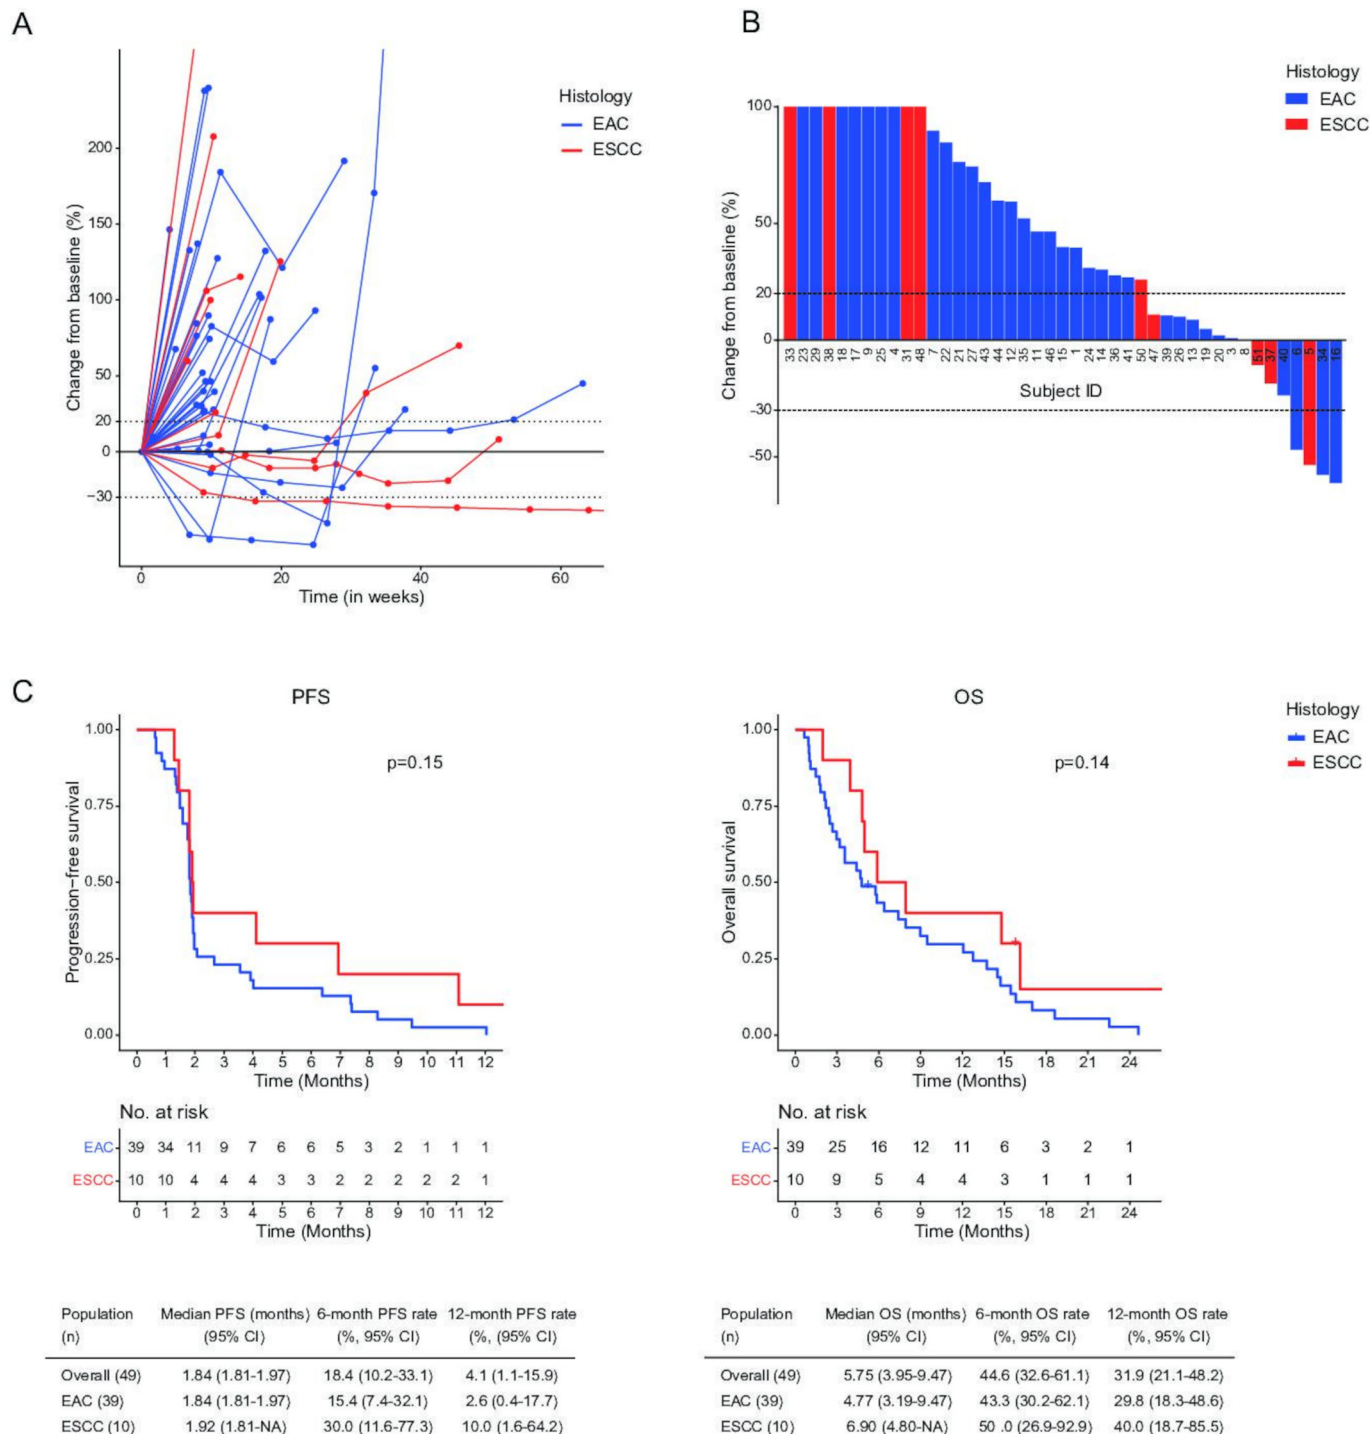 A
Histology
EAC
ESCC
Change from baseline (%)
200
150
100
50
20
0
−30
0 20 40 60
Time (in weeks)
B
Histology
EAC
ESCC
Change from baseline (%)
100
50
20
0
-30
-50
33 23 29 38 18 17 9 25 4 31 48 7 22 21 27 43 44 12 35 11 46 15 1 24 14 36 41 50 47 39 26 13 19 20 3 8 51 37 40 6 5 34 16
Subject ID
C
PFS
p=0.15
Progression−free survival
1.00
0.75
0.50
0.25
0.00
0 1 2 3 4 5 6 7 8 9 10 11 12
Time (Months)
No. at risk
EAC 39 34 11 9 7 6 6 5 3 2 1 1 1
ESCC 10 10 4 4 4 3 3 2 2 2 2 2 1
0 1 2 3 4 5 6 7 8 9 10 11 12
Time (Months)
OS
p=0.14
Histology
EAC
ESCC
Overall survival
1.00
0.75
0.50
0.25
0.00
0 3 6 9 12 15 18 21 24
Time (Months)
No. at risk
EAC 39 25 16 12 11 6 3 2 1
ESCC 10 9 5 4 4 3 1 1 1
0 3 6 9 12 15 18 21 24
Time (Months)
Population Median PFS (months) 6-month PFS rate 12-month PFS rate
(n) (95% CI) (%, 95% CI) (%, (95% CI)
Overall (49) 1.84 (1.81-1.97) 18.4 (10.2-33.1) 4.1 (1.1-15.9)
EAC (39) 1.84 (1.81-1.97) 15.4 (7.4-32.1) 2.6 (0.4-17.7)
ESCC (10) 1.92 (1.81-NA) 30.0 (11.6-77.3) 10.0 (1.6-64.2)
Population Median OS (months) 6-month OS rate 12-month OS rate
(n) (95% CI) (%, 95% CI) (%, 95% CI)
Overall (49) 5.75 (3.95-9.47) 44.6 (32.6-61.1) 31.9 (21.1-48.2)
EAC (39) 4.77 (3.19-9.47) 43.3 (30.2-62.1) 29.8 (18.3-48.6)
ESCC (10) 6.90 (4.80-NA) 50 .0 (26.9-92.9) 40.0 (18.7-85.5)